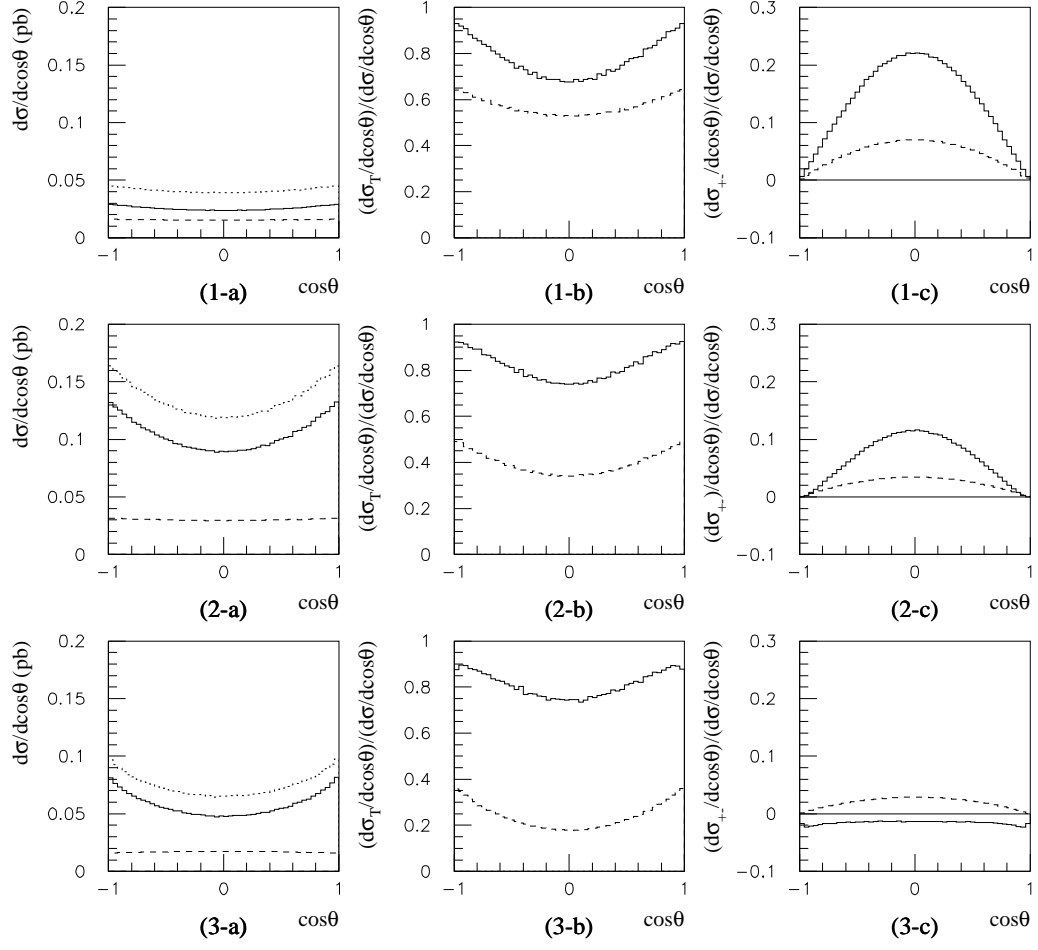 dσ/dcosθ (pb)
0.2
0.15
0.1
0.05
0
−1
0
1
(1-a)
cosθ
(dσT/dcosθ)/(dσ/dcosθ)
1
0.8
0.6
0.4
0.2
0
−1
0
1
(1-b)
cosθ
(dσ+-/dcosθ)/(dσ/dcosθ)
0.3
0.2
0.1
0
−0.1
−1
0
1
(1-c)
cosθ
dσ/dcosθ (pb)
0.2
0.15
0.1
0.05
0
−1
0
1
(2-a)
cosθ
(dσT/dcosθ)/(dσ/dcosθ)
1
0.8
0.6
0.4
0.2
0
−1
0
1
(2-b)
cosθ
(dσ+-)/dcosθ)/(dσ/dcosθ)
0.3
0.2
0.1
0
−0.1
−1
0
1
(2-c)
cosθ
dσ/dcosθ (pb)
0.2
0.15
0.1
0.05
0
−1
0
1
(3-a)
cosθ
(dσT/dcosθ)/(dσ/dcosθ)
1
0.8
0.6
0.4
0.2
0
−1
0
1
(3-b)
cosθ
(dσ+-/dcosθ)/(dσ/dcosθ)
0.3
0.2
0.1
0
−0.1
−1
0
1
(3-c)
cosθ